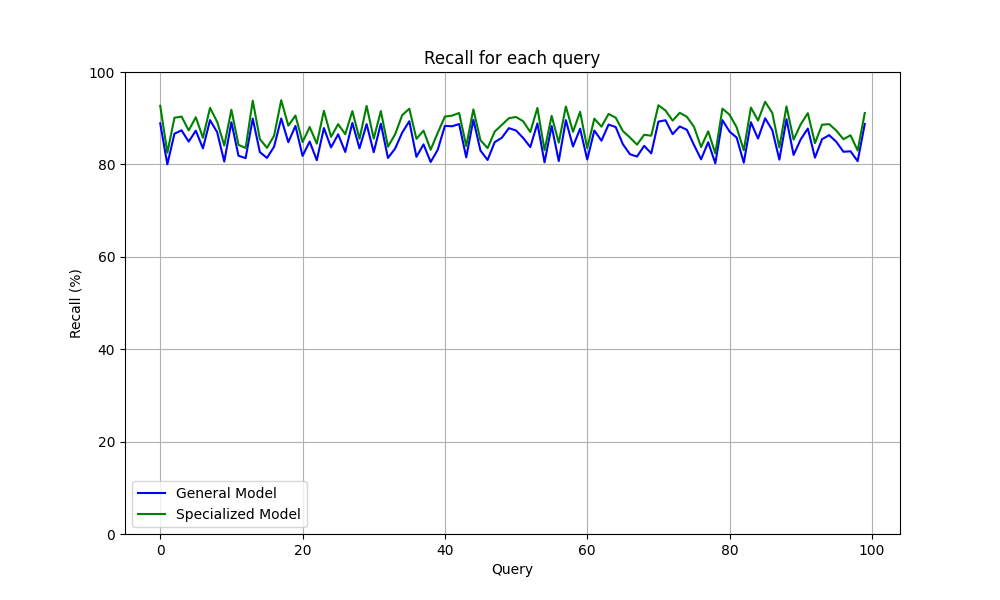 Recall for each query
100
80
60
40
20
0
Recall (%)
General Model
Specialized Model
0 20 40 60 80 100
Query